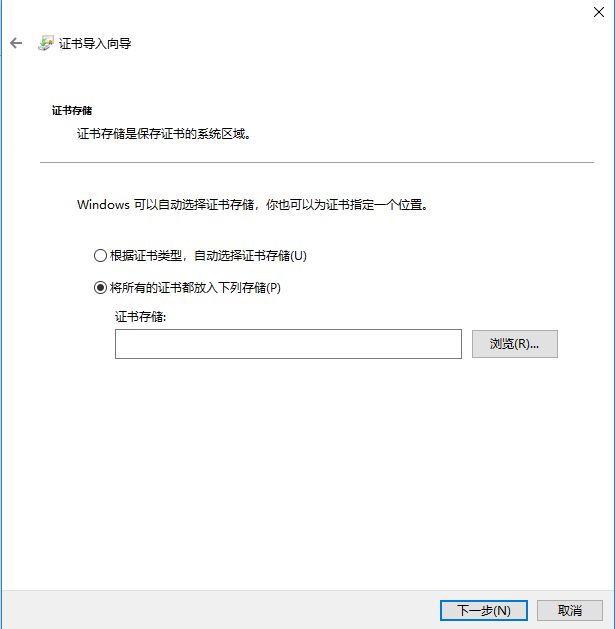 证书导入向导
证书存储
证书存储是保存证书的系统区域。
Windows 可以自动选择证书存储，你也可以为证书指定一个位置。
根据证书类型，自动选择证书存储(U)
将所有的证书都放入下列存储(P)
证书存储:
浏览(R)...
下一步(N)
取消